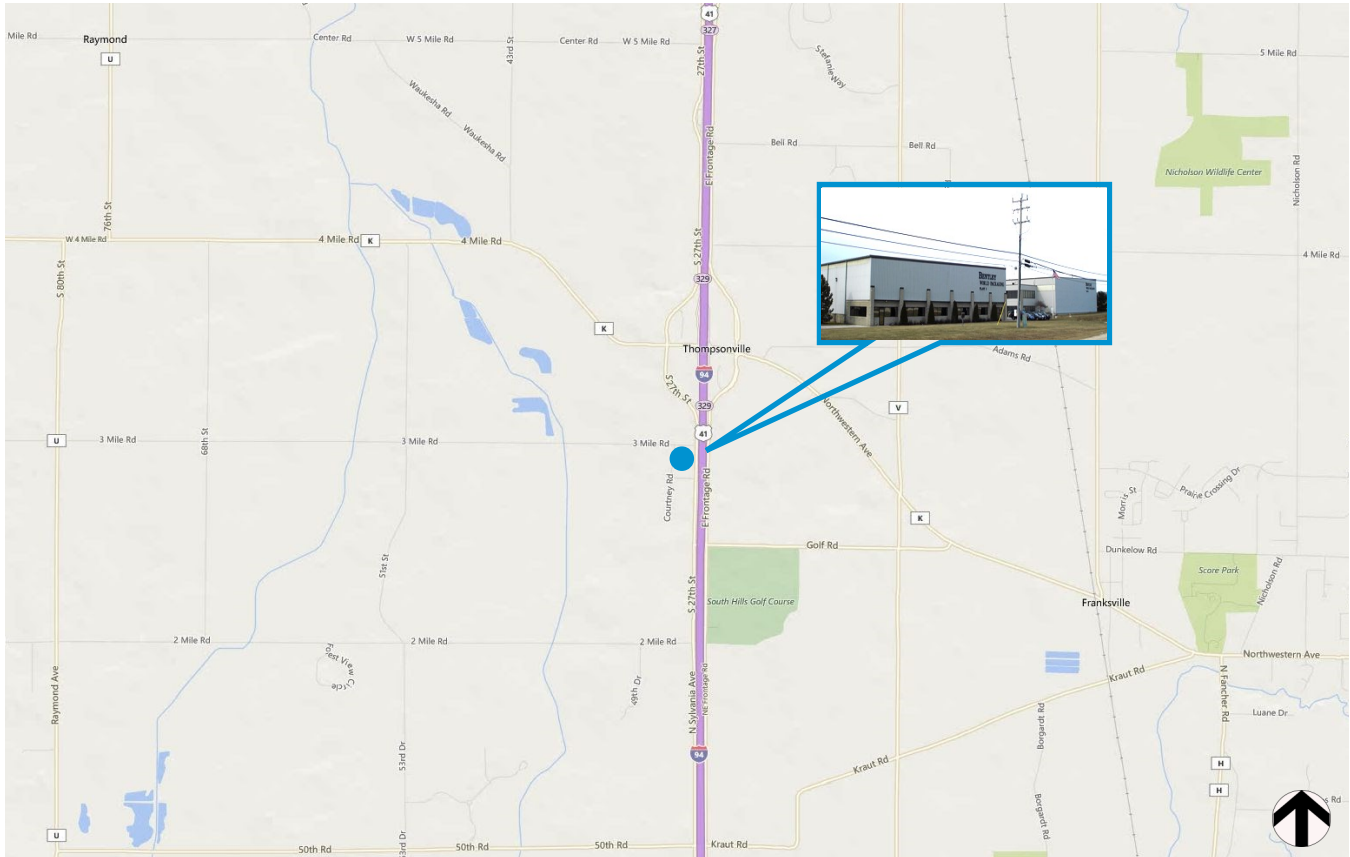 41
327
Mile Rd
Raymond
U
Center Rd
W 5 Mile Rd
43rd St
Center Rd
W 5 Mile Rd
27th St
Stefanie Way
5 Mile Rd
Waukesha Rd
Waukesha Rd
E Frontage Rd
Bell Rd
Bell Rd
Nicholson Wildlife Center
Nicholson Rd
76th St
W 4 Mile Rd
4 Mile Rd
K
4 Mile Rd
S 27th St
4 Mile Rd
S 80th St
329
BENTLEY
WORLD PACKAGING
K
Thompsonville
Adams Rd
94
S 27th St
329
Northwestern Ave
V
41
U
3 Mile Rd
68th St
3 Mile Rd
3 Mile Rd
Courtney Rd
E Frontage Rd
Morris St
Prairie Crossing Dr
K
Golf Rd
Dunkelow Rd
51st St
Score Park
Nicholson Rd
S 27th St
South Hills Golf Course
Franksville
2 Mile Rd
2 Mile Rd
2 Mile Rd
Forest View Circle
Northwestern Ave
Kraut Rd
Raymond Ave
49th Dr
N Sylvania Ave
NE Frontage Rd
N Fancher Rd
Borgardt Rd
Luane Dr
53rd Dr
94
Kraut Rd
H
H
Borgardt Rd
s Rd
U
50th Rd
3rd Dr
50th Rd
50th Rd
Kraut Rd